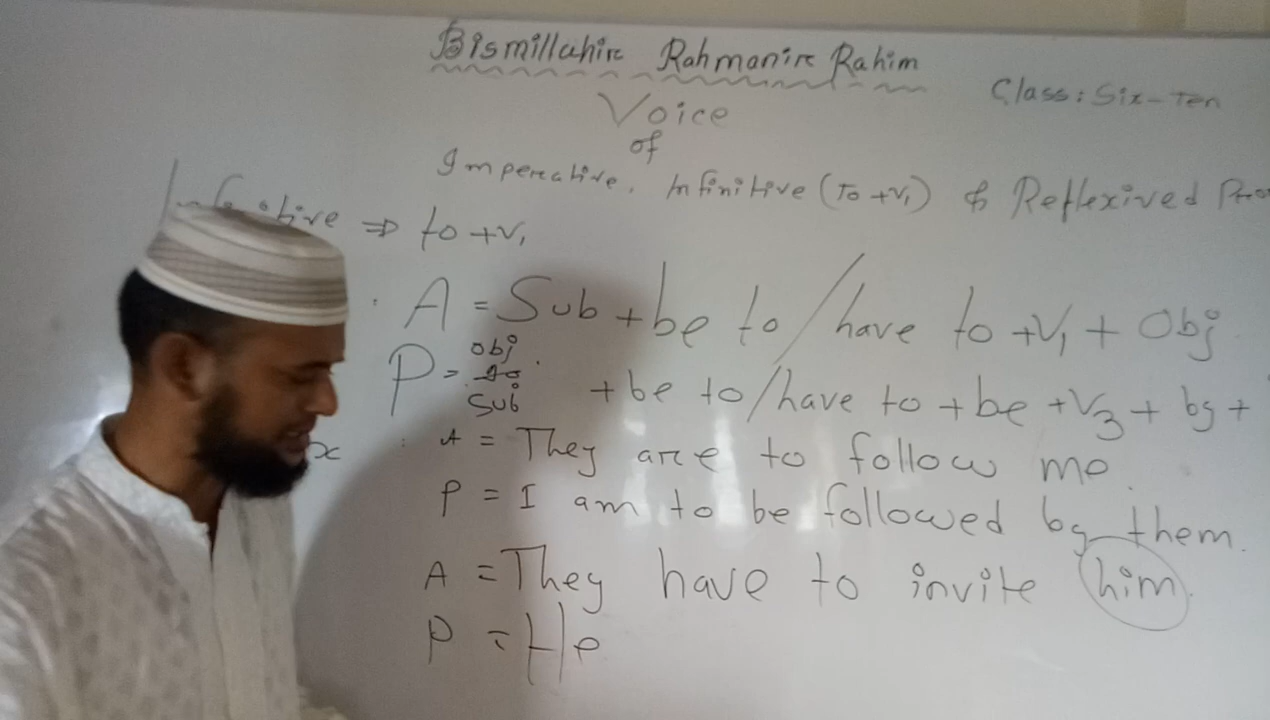 Bismillahir Rahmanir Rahim
Class: Six-Ten
Voice
of
Imperative, Infinitive (To +V₁) & Reflexived
⇒ to +V₁
A = Sub + be to / have to +V₁ + Obj
P = obj sub + be to / have to + be +V₃ + by +
A = They are to follow me.
P = I am to be followed by them.
A = They have to invite him.
P = He